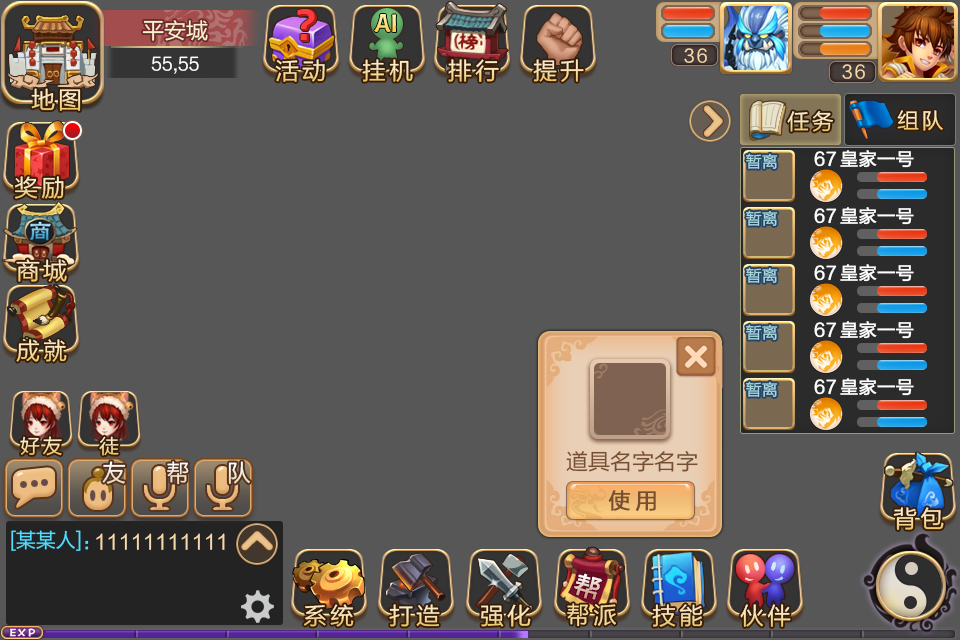 平安城
55,55
地图
活动
AI
挂机
榜
排行
提升
36
36
任务
组队
奖励
商
商城
成就
暂离
67 皇家一号
暂离
67 皇家一号
暂离
67 皇家一号
暂离
67 皇家一号
暂离
67 皇家一号
好友
徒
友
帮
队
道具名字名字
使用
[某某人]: 11111111111
背包
系统
打造
强化
帮
帮派
技能
伙伴
EXP